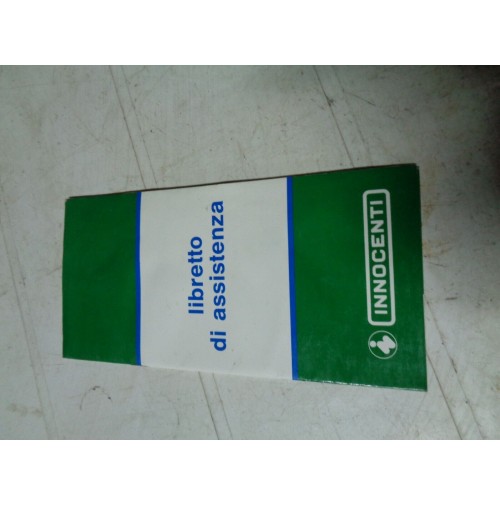 libretto
di assistenza
INNOCENTI